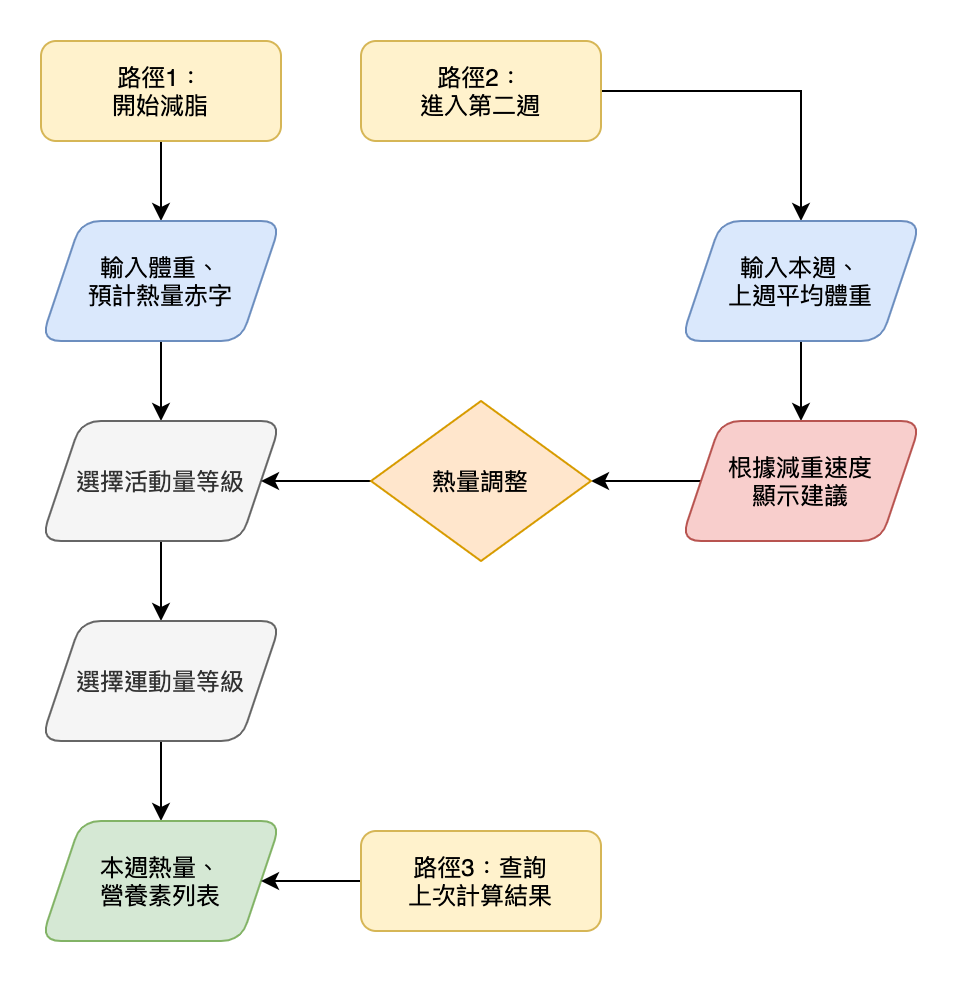 路徑1：
開始減脂
路徑2：
進入第二週
輸入體重、
預計熱量赤字
輸入本週、
上週平均體重
選擇活動量等級
熱量調整
根據減重速度
顯示建議
選擇運動量等級
本週熱量、
營養素列表
路徑3：查詢
上次計算結果